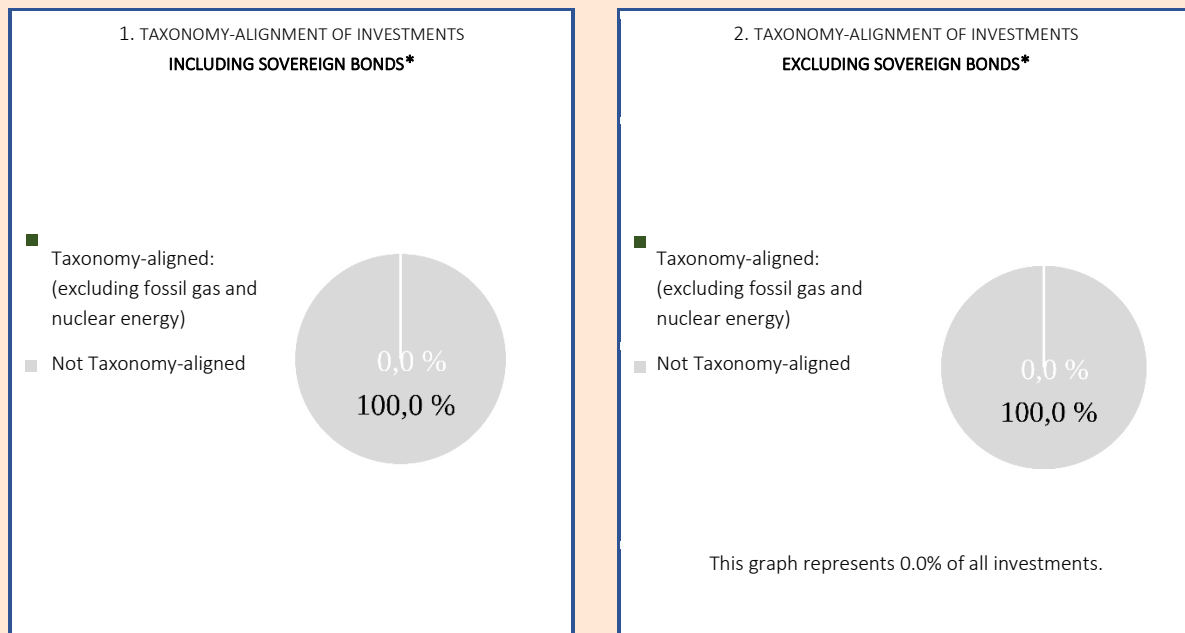 1. TAXONOMY-ALIGNMENT OF INVESTMENTS
INCLUDING SOVEREIGN BONDS*
Taxonomy-aligned:
(excluding fossil gas and
nuclear energy)
Not Taxonomy-aligned
0,0 %
100,0 %
2. TAXONOMY-ALIGNMENT OF INVESTMENTS
EXCLUDING SOVEREIGN BONDS*
Taxonomy-aligned:
(excluding fossil gas and
nuclear energy)
Not Taxonomy-aligned
0,0 %
100,0 %
This graph represents 0.0% of all investments.